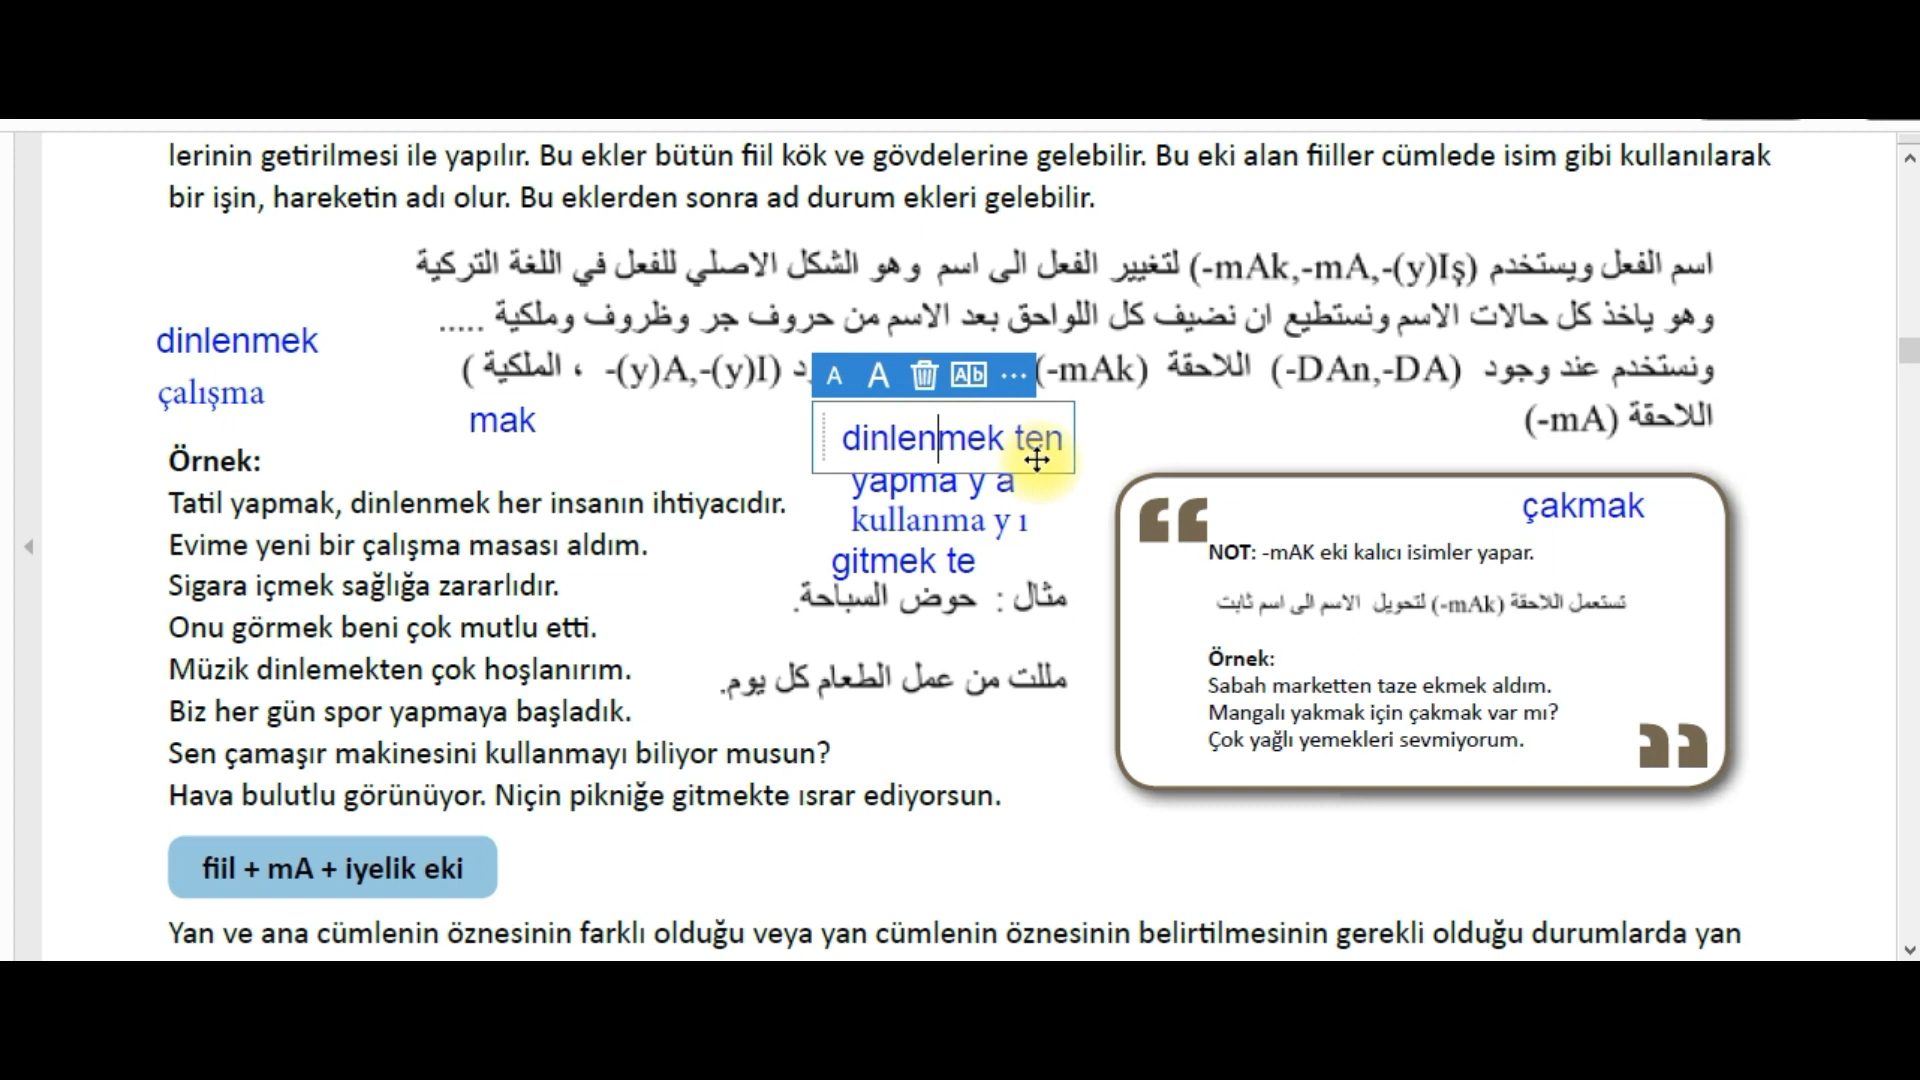 lerinin getirilmesi ile yapılır. Bu ekler bütün fiil kök ve gövdelerine gelebilir. Bu eki alan fiiller cümlede isim gibi kullanılarak
bir işin, hareketin adı olur. Bu eklerden sonra ad durum ekleri gelebilir.
اسم الفعل ويستخدم (-mAk,-mA,-(y)Iş) لتغيير الفعل الى اسم وهو الشكل الاصلي للفعل في اللغة التركية
وهو ياخذ كل حالات الاسم ونستطيع ان نضيف كل اللواحق بعد الاسم من حروف جر وظروف وملكية .....
dinlenmek
ونستخدم عند وجود (-DAn,-DA) اللاحقة (-mAk) د (-(y)A,-(y)I ، الملكية )
A A Ab ...
çalışma
mak
اللاحقة (-mA)
dinlenmek ten
yapma y a
kullanma y ı
gitmek te
Örnek:
Tatil yapmak, dinlenmek her insanın ihtiyacıdır.
Evime yeni bir çalışma masası aldım.
Sigara içmek sağlığa zararlıdır.
Onu görmek beni çok mutlu etti.
Müzik dinlemekten çok hoşlanırım.
Biz her gün spor yapmaya başladık.
Sen çamaşır makinesini kullanmayı biliyor musun?
Hava bulutlu görünüyor. Niçin pikniğe gitmekte ısrar ediyorsun.
مثال : حوض السباحة.
مللت من عمل الطعام كل يوم.
çakmak
NOT: -mAK eki kalıcı isimler yapar.
تستعمل اللاحقة (-mAk) لتحويل الاسم الى اسم ثابت
Örnek:
Sabah marketten taze ekmek aldım.
Mangalı yakmak için çakmak var mı?
Çok yağlı yemekleri sevmiyorum.
fiil + mA + iyelik eki
Yan ve ana cümlenin öznesinin farklı olduğu veya yan cümlenin öznesinin belirtilmesinin gerekli olduğu durumlarda yan